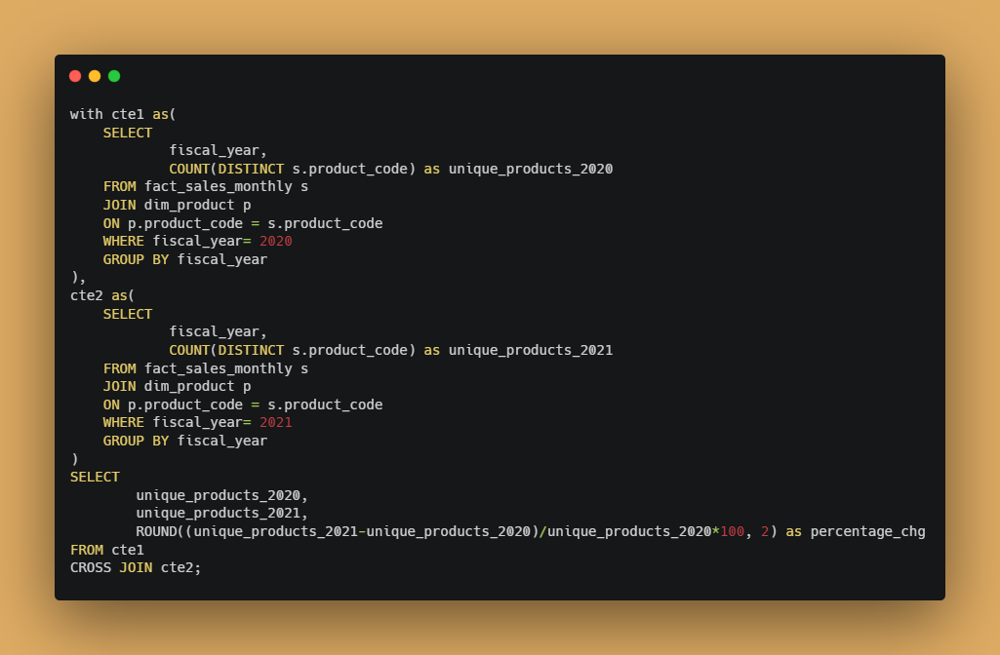 with cte1 as(
    SELECT
            fiscal_year,
            COUNT(DISTINCT s.product_code) as unique_products_2020
    FROM fact_sales_monthly s
    JOIN dim_product p
    ON p.product_code = s.product_code
    WHERE fiscal_year= 2020
    GROUP BY fiscal_year
),
cte2 as(
    SELECT
            fiscal_year,
            COUNT(DISTINCT s.product_code) as unique_products_2021
    FROM fact_sales_monthly s
    JOIN dim_product p
    ON p.product_code = s.product_code
    WHERE fiscal_year= 2021
    GROUP BY fiscal_year
)
SELECT
        unique_products_2020,
        unique_products_2021,
        ROUND((unique_products_2021-unique_products_2020)/unique_products_2020*100, 2) as percentage_chg
FROM cte1
CROSS JOIN cte2;